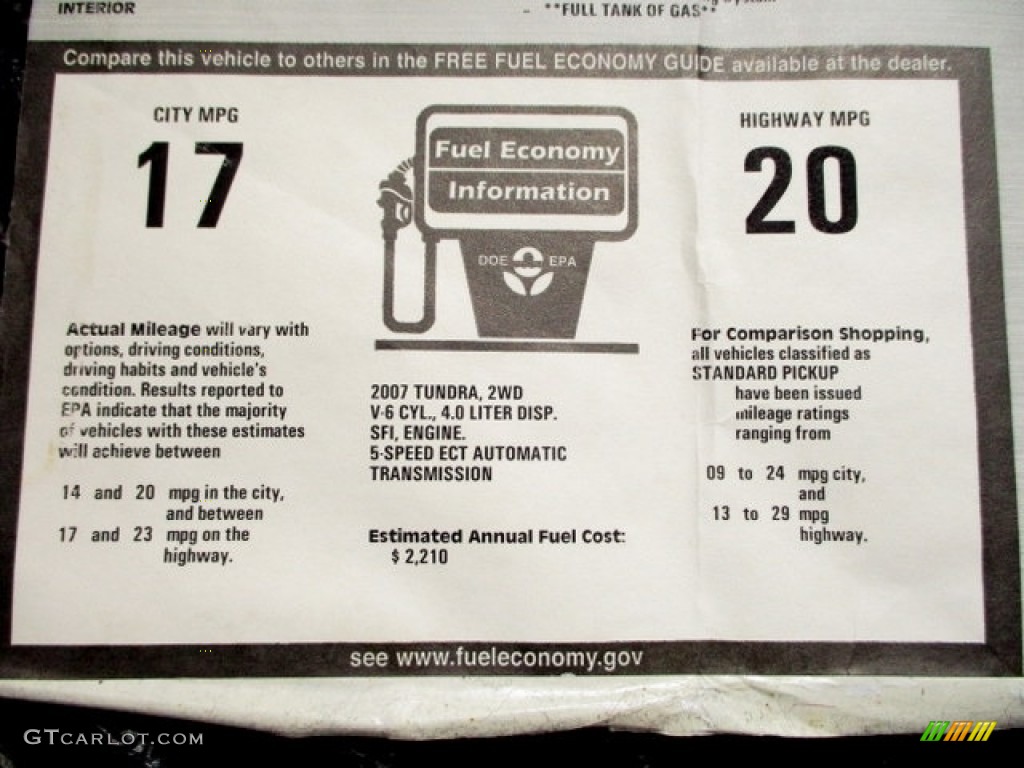 INTERIOR
- **FULL TANK OF GAS**
Compare this vehicle to others in the FREE FUEL ECONOMY GUIDE available at the dealer.
CITY MPG
17
Fuel Economy
Information
DOE EPA
HIGHWAY MPG
20
Actual Mileage will vary with
options, driving conditions,
driving habits and vehicle's
condition. Results reported to
EPA indicate that the majority
of vehicles with these estimates
will achieve between
14 and 20 mpg in the city,
and between
17 and 23 mpg on the
highway.
2007 TUNDRA, 2WD
V-6 CYL., 4.0 LITER DISP.
SFI, ENGINE.
5-SPEED ECT AUTOMATIC
TRANSMISSION
Estimated Annual Fuel Cost:
$ 2,210
For Comparison Shopping,
all vehicles classified as
STANDARD PICKUP
have been issued
mileage ratings
ranging from
09 to 24 mpg city,
and
13 to 29 mpg
highway.
see www.fueleconomy.gov
GTCARLOT.COM